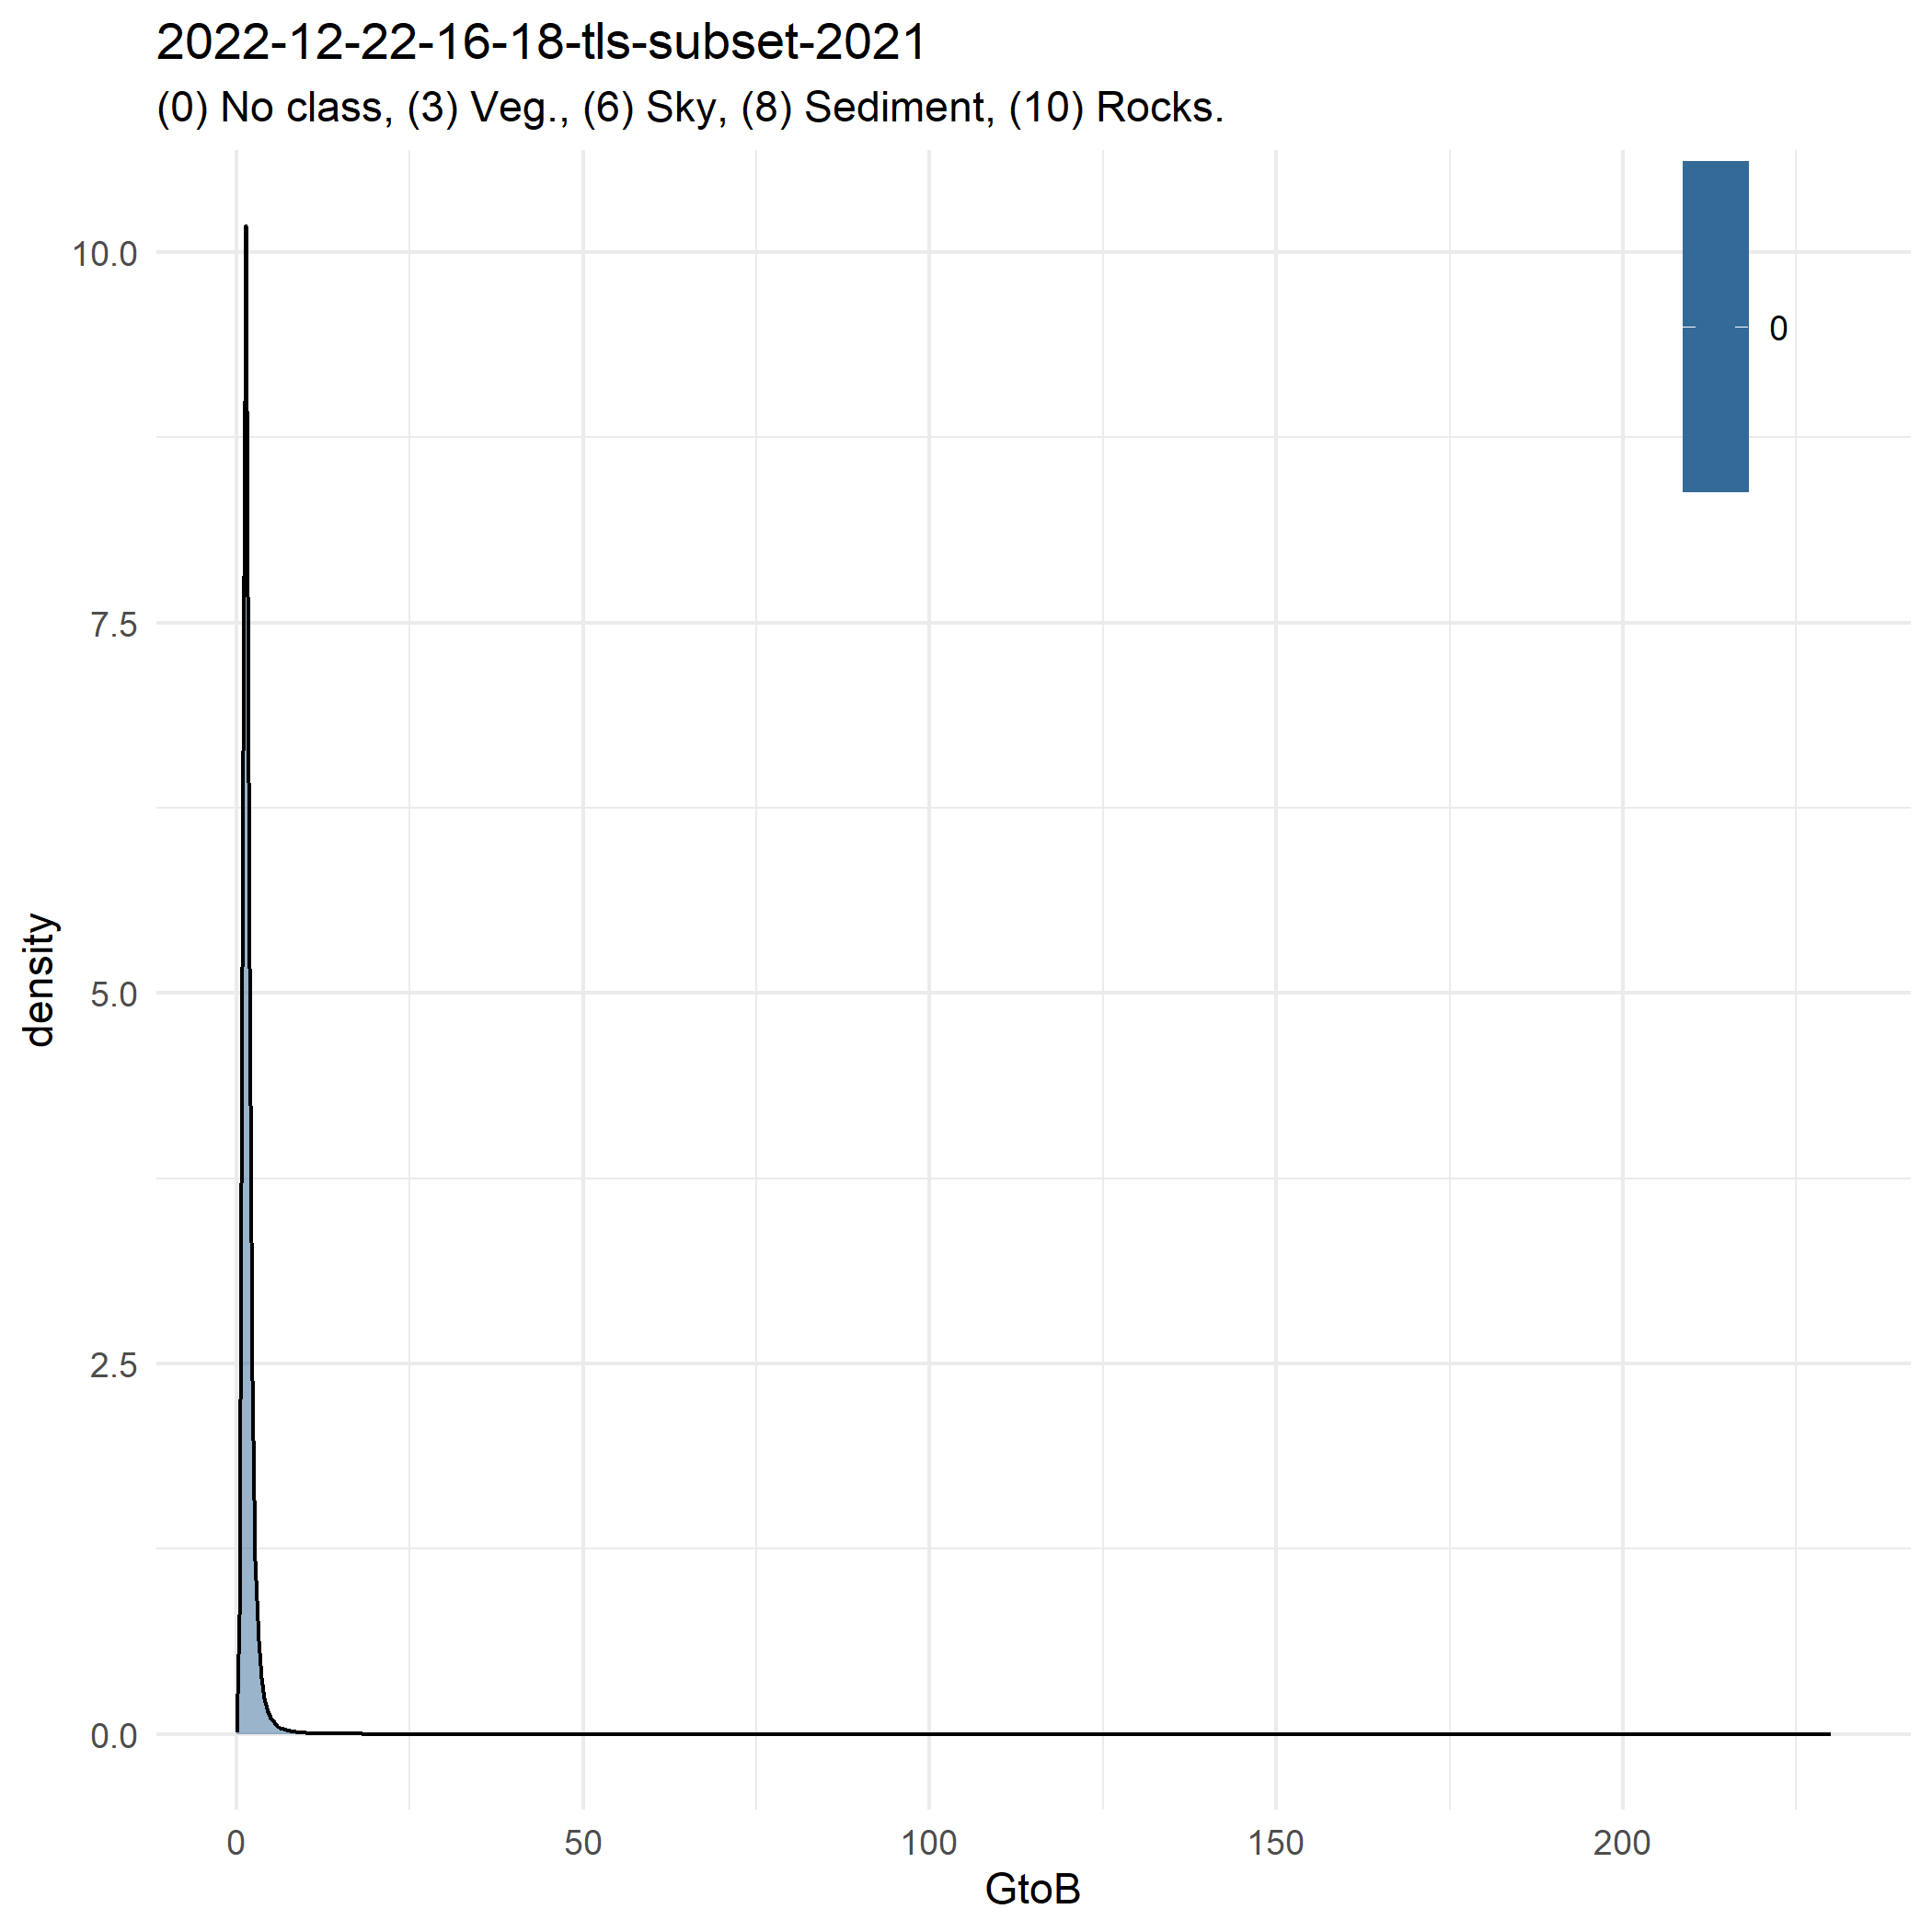 2022-12-22-16-18-tls-subset-2021
(0) No class, (3) Veg., (6) Sky, (8) Sediment, (10) Rocks.
0
10.0
7.5
5.0
2.5
0.0
density
0 50 100 150 200
GtoB